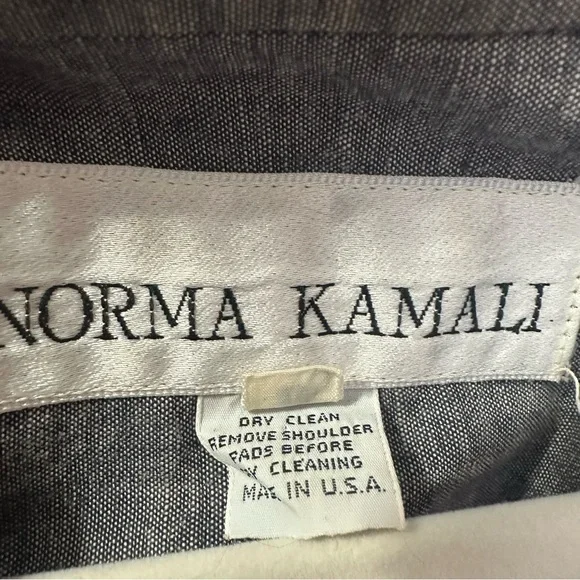 NORMA KAMALI
DRY CLEAN
REMOVE SHOULDER
PADS BEFORE
CLEANING
IN U.S.A.